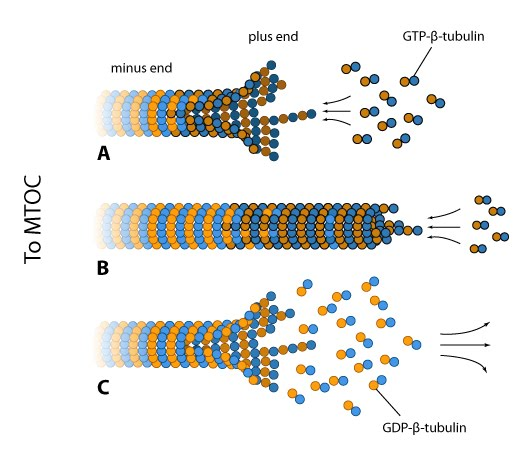 plus end
GTP-β-tubulin
minus end
A
To MTOC
B
C
GDP-β-tubulin